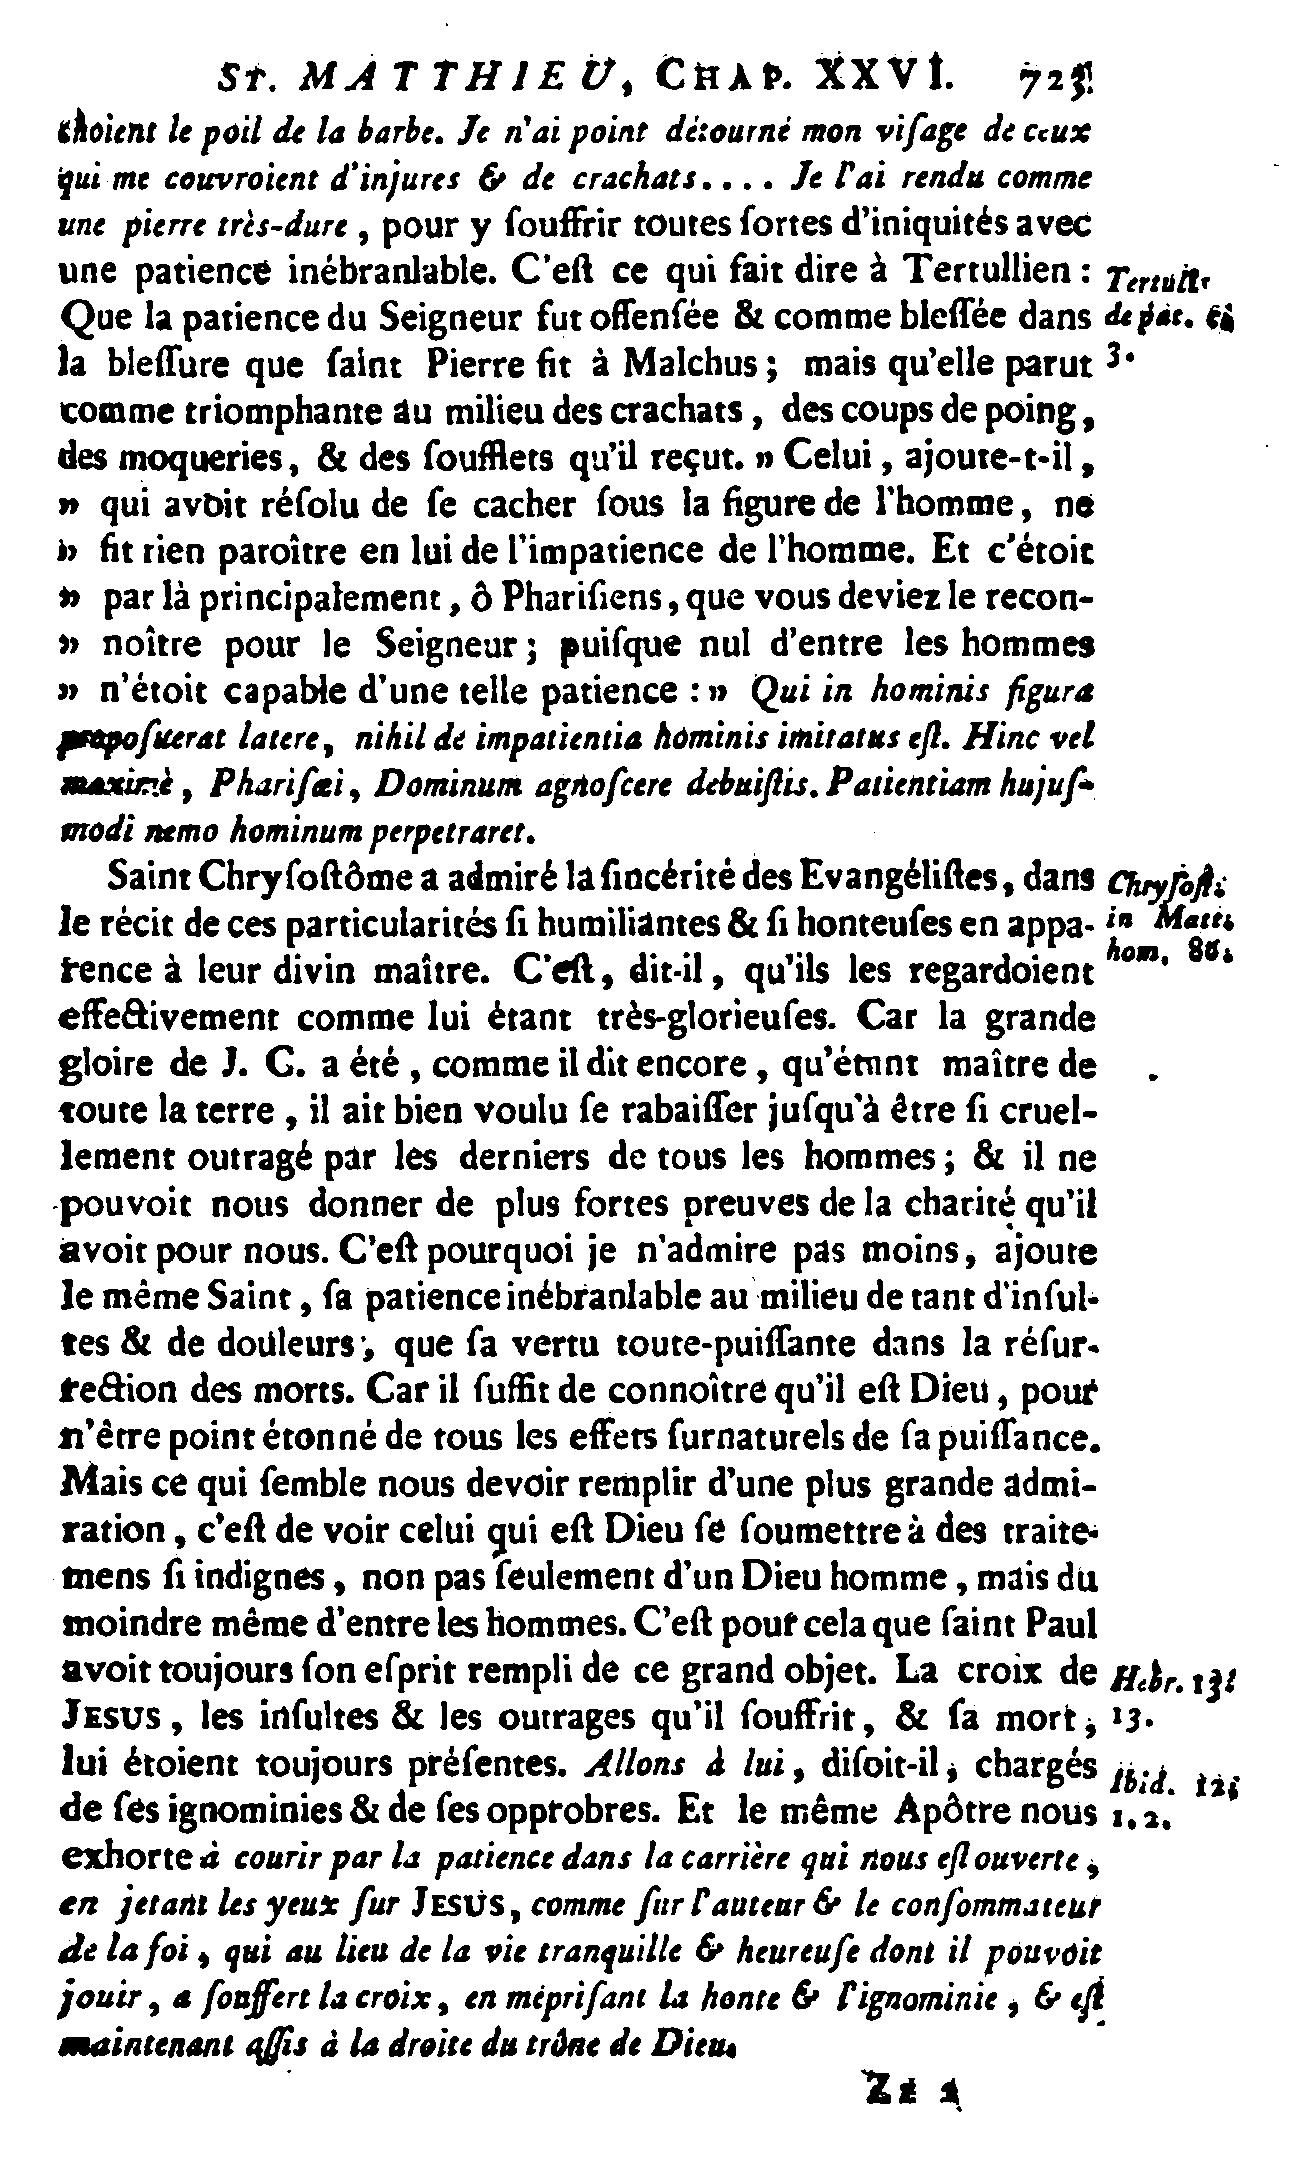 ST. MATTHIEU, CHAP. XXVI. 723
choient le poil de la barbe. Je n'ai point détourné mon viſage de ceux
qui me couvroient d'injures & de crachats.... Je l'ai rendu comme
une pierre très-dure, pour y ſouffrir toutes ſortes d'iniquités avec
une patience inébranlable. C'eſt ce qui fait dire à Tertullien :
Que la patience du Seigneur fut offenſée & comme bleſſée dans
la bleſſure que ſaint Pierre fit à Malchus ; mais qu'elle parut
comme triomphante au milieu des crachats, des coups de poing,
des moqueries, & des ſoufflets qu'il reçut. » Celui, ajoute-t-il,
» qui avoit réſolu de ſe cacher ſous la figure de l'homme, ne
» fit rien paroître en lui de l'impatience de l'homme. Et c'étoit
» par là principalement, ô Phariſiens, que vous deviez le recon-
» noître pour le Seigneur ; puiſque nul d'entre les hommes
» n'étoit capable d'une telle patience : » Qui in hominis figura
propoſuerat latere, nihil de impatientia hominis imitatus eſt. Hinc vel
maximè, Phariſæi, Dominum agnoſcere debuiſtis. Patientiam hujuſ-
modi nemo hominum perpetraret.
Tertull.
de pat. c.
3.
Saint Chryſoſtôme a admiré la ſincérité des Evangéliſtes, dans
le récit de ces particularités ſi humiliantes & ſi honteuſes en appa-
rence à leur divin maître. C'eſt, dit-il, qu'ils les regardoient
effectivement comme lui étant très-glorieuſes. Car la grande
gloire de J. C. a été, comme il dit encore, qu'étant maître de
toute la terre, il ait bien voulu ſe rabaiſſer juſqu'à être ſi cruel-
lement outragé par les derniers de tous les hommes ; & il ne
pouvoit nous donner de plus fortes preuves de la charité qu'il
avoit pour nous. C'eſt pourquoi je n'admire pas moins, ajoute
le même Saint, ſa patience inébranlable au milieu de tant d'inſul-
tes & de douleurs, que ſa vertu toute-puiſſante dans la réſur-
rection des morts. Car il ſuffit de connoître qu'il eſt Dieu, pour
n'être point étonné de tous les effets ſurnaturels de ſa puiſſance.
Mais ce qui ſemble nous devoir remplir d'une plus grande admi-
ration, c'eſt de voir celui qui eſt Dieu ſe ſoumettre à des traite-
mens ſi indignes, non pas ſeulement d'un Dieu homme, mais du
moindre même d'entre les hommes. C'eſt pour cela que ſaint Paul
avoit toujours ſon eſprit rempli de ce grand objet. La croix de
JESUS, les inſultes & les outrages qu'il ſouffrit, & ſa mort,
lui étoient toujours préſentes. Allons à lui, diſoit-il, chargés
de ſes ignominies & de ſes opprobres. Et le même Apôtre nous
exhorte à courir par la patience dans la carrière qui nous eſt ouverte,
en jetant les yeux ſur JESUS, comme ſur l'auteur & le conſommateur
de la foi, qui au lieu de la vie tranquille & heureuſe dont il pouvoit
jouir, a ſouffert la croix, en mépriſant la honte & l'ignominie, & eſt
maintenant aſſis à la droite du trône de Dieu.
Chryſoſt.
in Matt.
hom.
Hebr. 13.
13.
Ibid. 12.
1. 2.